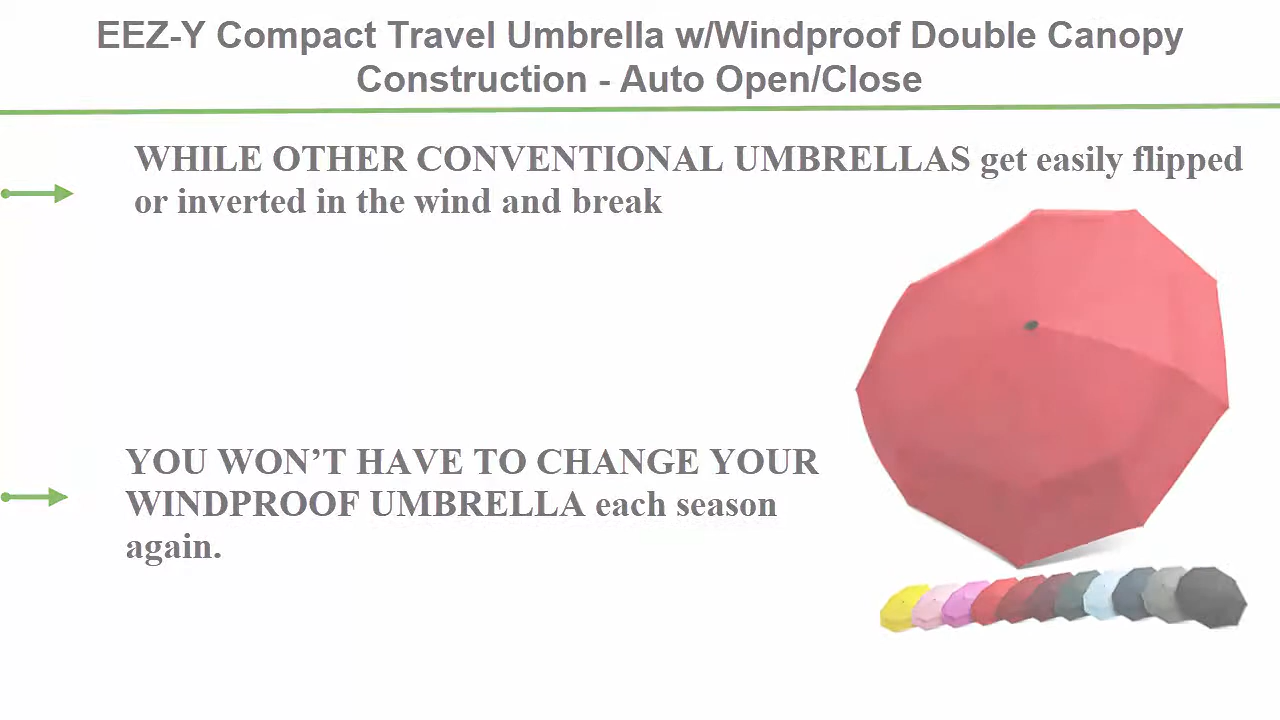 EEZ-Y Compact Travel Umbrella w/Windproof Double Canopy
Construction - Auto Open/Close
WHILE OTHER CONVENTIONAL UMBRELLAS get easily flipped
or inverted in the wind and break
YOU WON’T HAVE TO CHANGE YOUR
WINDPROOF UMBRELLA each season
again.